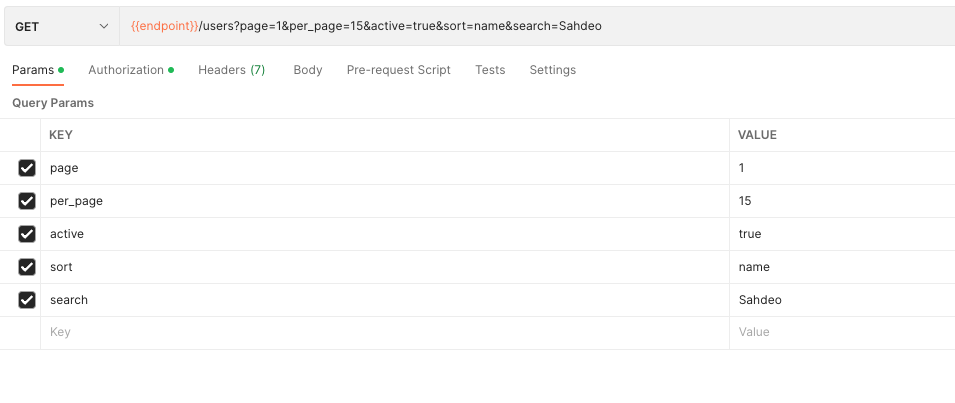 GET {{endpoint}}/users?page=1&per_page=15&active=true&sort=name&search=Sahdeo
Params Authorization Headers (7) Body Pre-request Script Tests Settings
Query Params
KEY VALUE
page 1
per_page 15
active true
sort name
search Sahdeo
Key Value